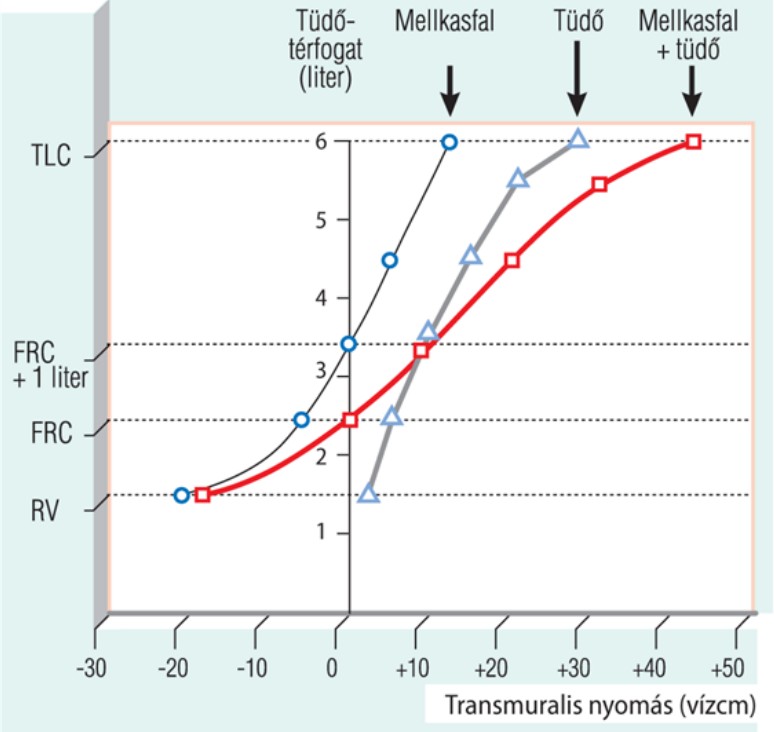 Tüdő-
térfogat
(liter)
Mellkasfal
Tüdő
Mellkasfal
+ tüdő
TLC
FRC
+ 1 liter
FRC
RV
6
5
4
3
2
1
-30 -20 -10 0 +10 +20 +30 +40 +50
Transmuralis nyomás (vízcm)